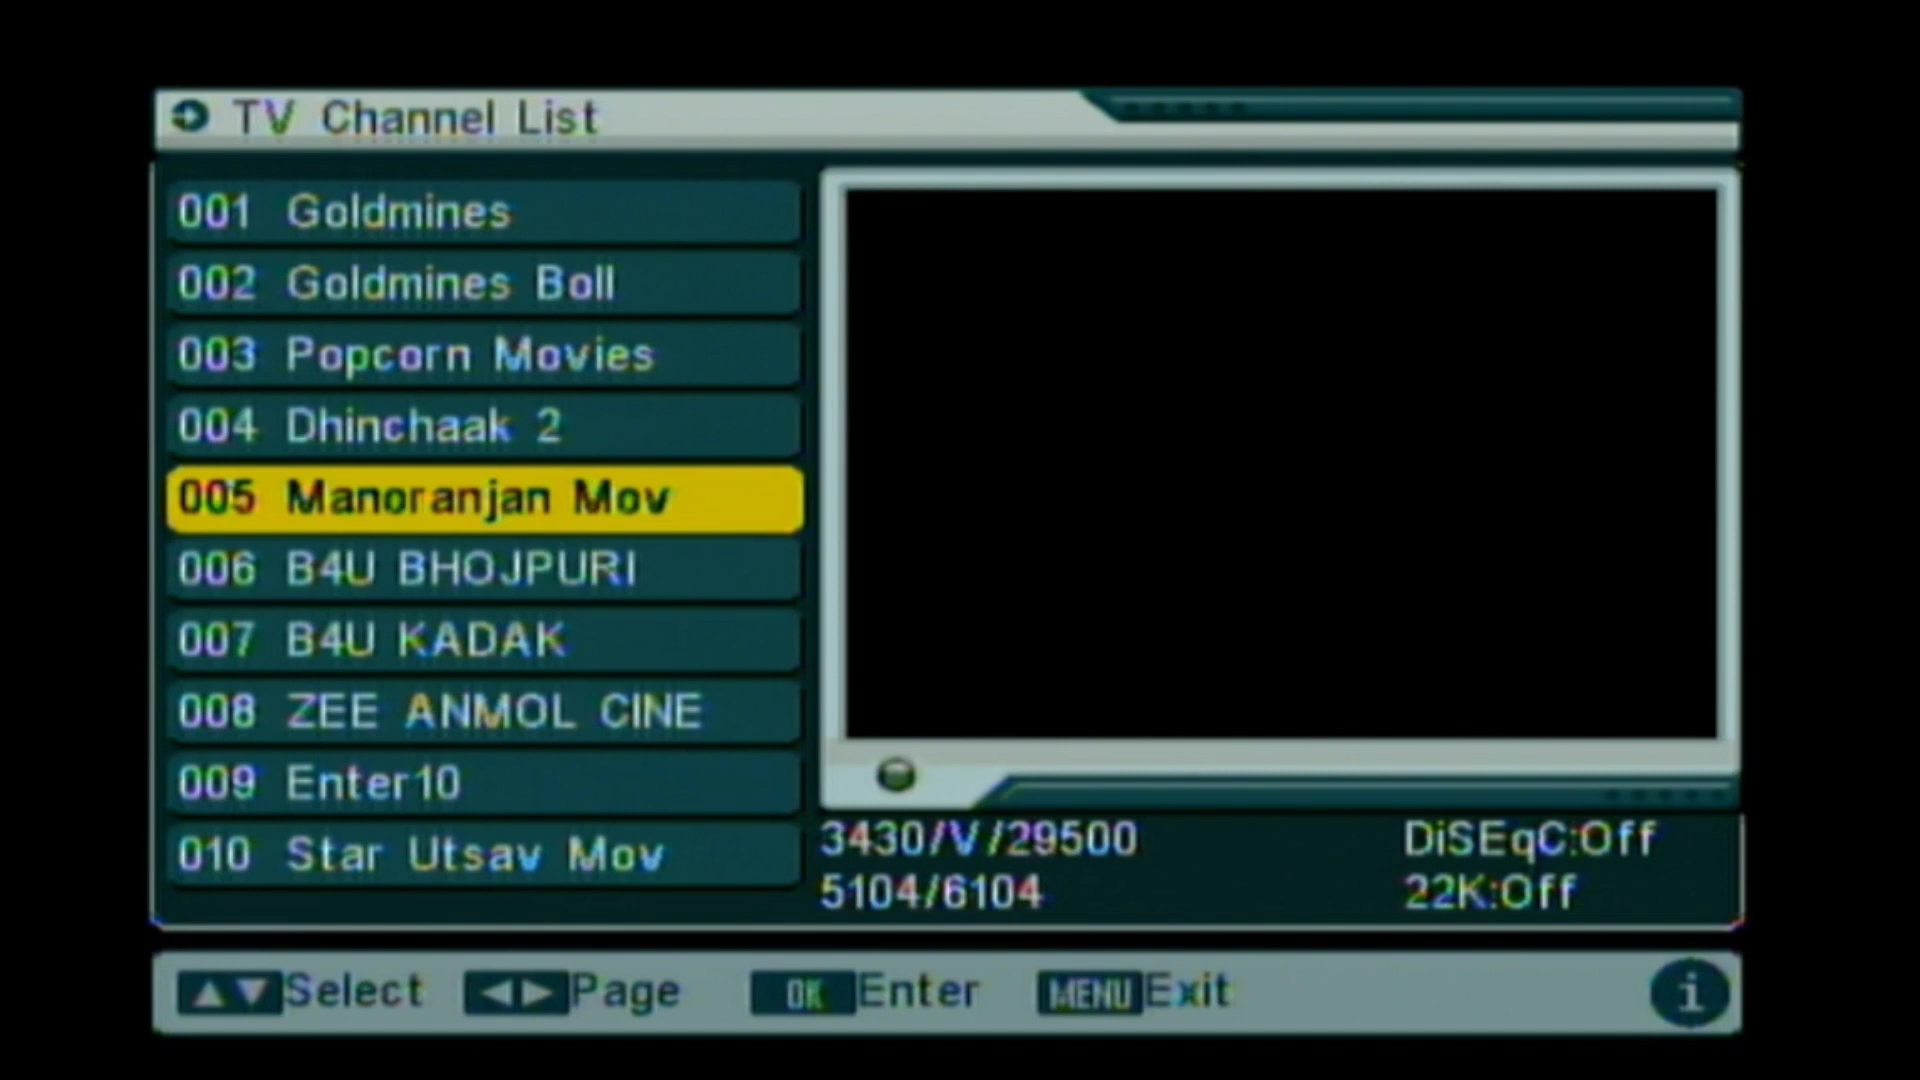 TV Channel List
001 Goldmines
002 Goldmines Boll
003 Popcorn Movies
004 Dhinchaak 2
005 Manoranjan Mov
006 B4U BHOJPURI
007 B4U KADAK
008 ZEE ANMOL CINE
009 Enter10
010 Star Utsav Mov
3430/V/29500 DiSEqC:Off
5104/6104 22K:Off
Select Page OK Enter MENU Exit i